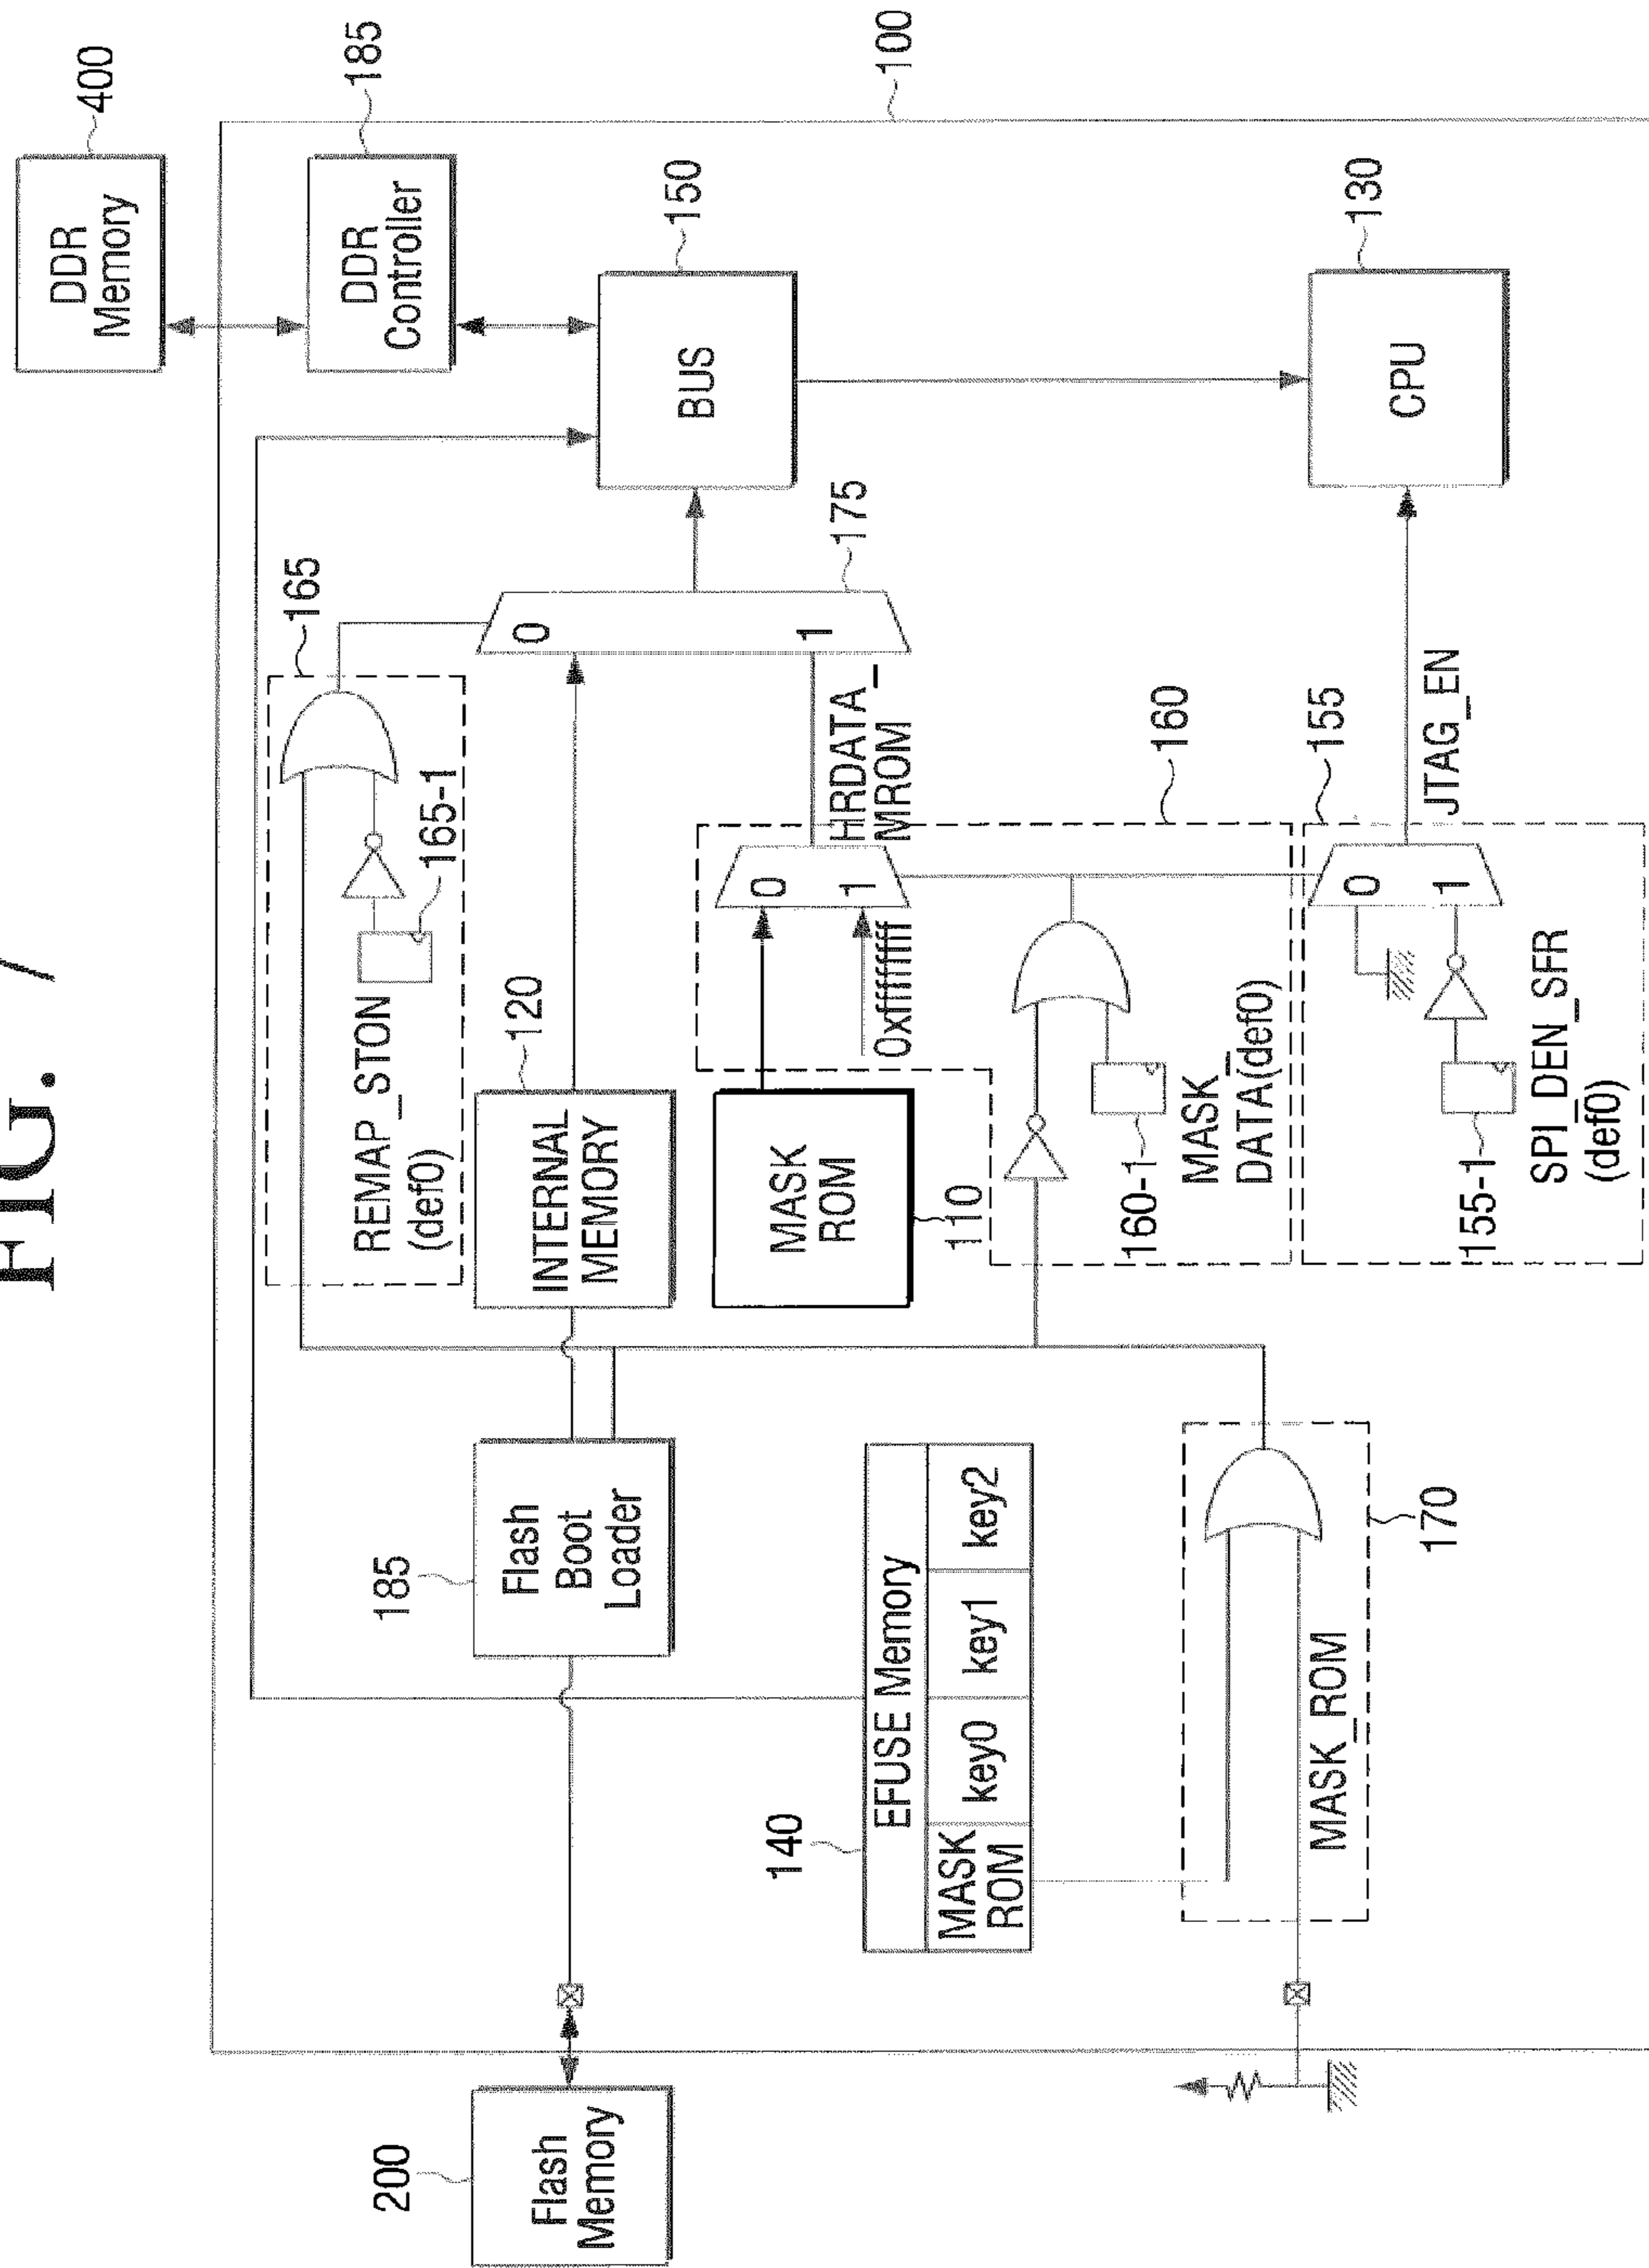 FIG. 7
DDR
Memory
400
DDR
Controller
185
100
BUS
150
CPU
130
165
165-1
REMAP_STON
(def0)
0
1
175
INTERNAL
MEMORY
120
HRDATA_
MROM
0
1
0xffffffff
160
MASK
ROM
110
160-1
MASK_
DATA(def0)
155
0
1
JTAG_EN
155-1
SPI_DEN_SFR
(def0)
Flash
Boot
Loader
185
EFUSE Memory
MASK
ROM
key0
key1
key2
140
MASK_ROM
170
Flash
Memory
200